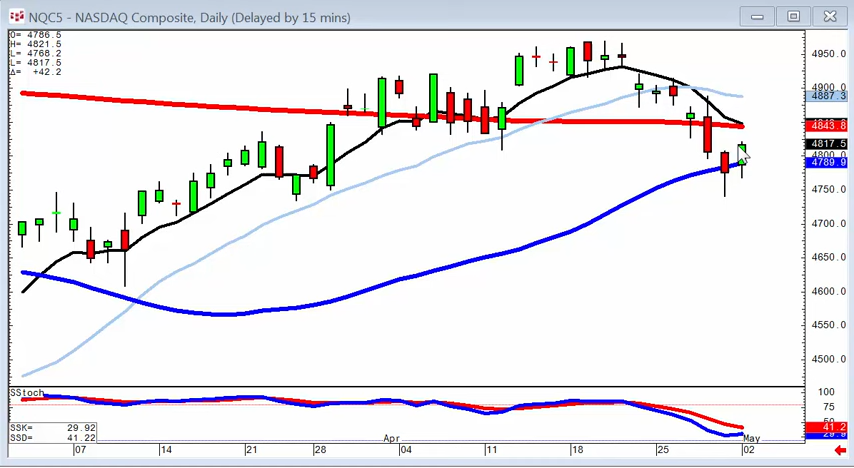 NQC5 - NASDAQ Composite, Daily (Delayed by 15 mins)
O= 4786.5
H= 4821.5
L= 4768.2
L= 4817.5
Δ= +42.2
4950.0
4900.0
4887.3
4843.8
4817.5
4800.0
4789.9
4750.0
4700.0
4650.0
4600.0
4550.0
4500.0
SStoch
100
75
SSK= 29.92
SSD= 41.22
41.2
29.9
07
14
21
28
Apr
04
11
18
25
May
02